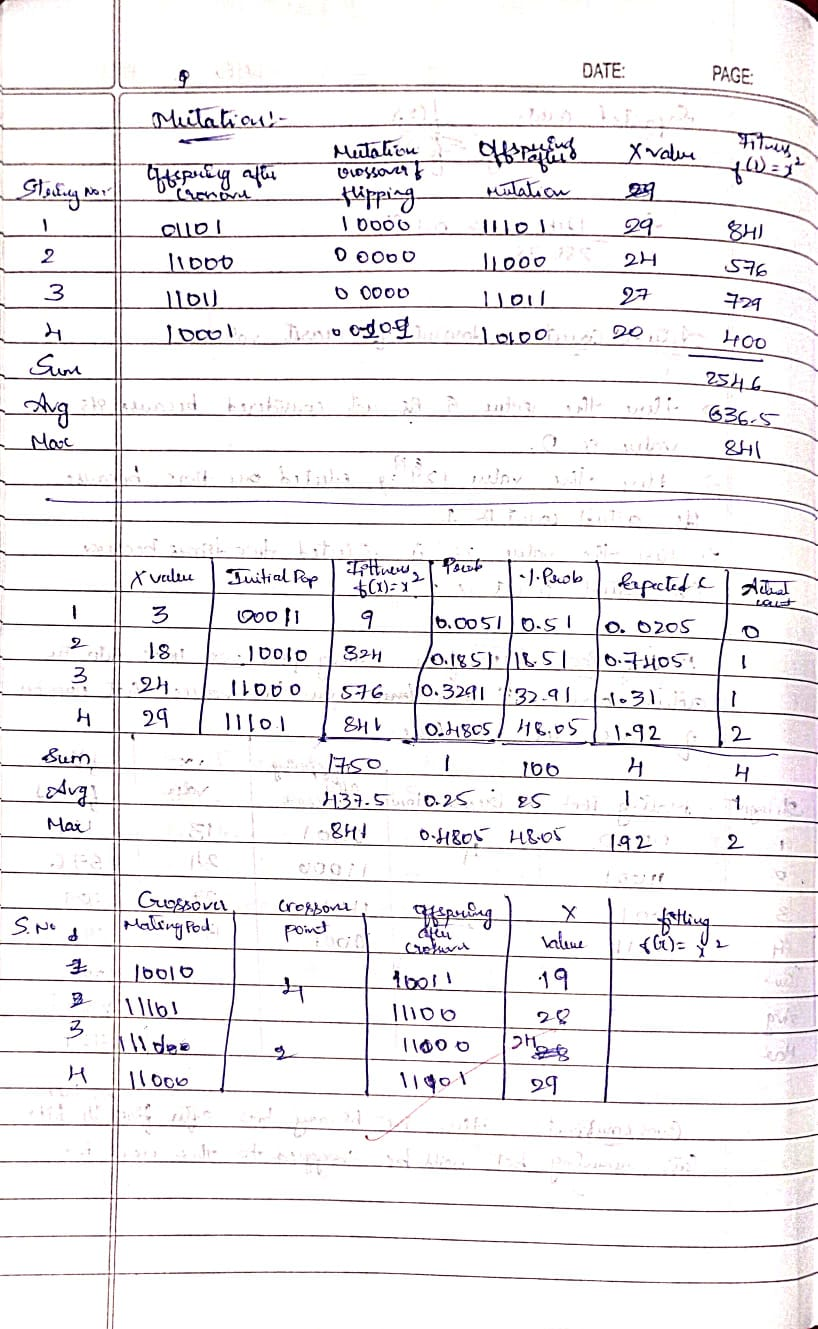 DATE: PAGE:
Mutation:-
String No: Offspring after Crossover Mutation Crossover flipping Offspring after Mutation X value Fitness f(x)=x²
1 01101 10000 11101 29 841
2 11000 00000 11000 24 576
3 11011 00000 11011 27 729
4 10001 10100 20 400
Sum 2546
Avg 636.5
Max 841
X value Initial Pop Fittness f(x)=x² Prob %Prob Expected C Actual count
1 3 00011 9 0.0051 0.51 0.0205 0
2 18 10010 324 0.1851 18.51 0.7405 1
3 24 11000 576 0.3291 32.91 1.31 1
4 29 11101 841 0.4805 48.05 1.92 2
Sum 1750 1 100 4 4
Avg 437.5 0.25 25 1 1
Max 841 0.4805 48.05 1.92 2
S.No Crossover Mating Pool Crossover point Offspring after Crossover X Value f(x)= x²
1 10010 4 10011 19
2 11101 11100 28
3 2 11000 24
4 11000 11101 29